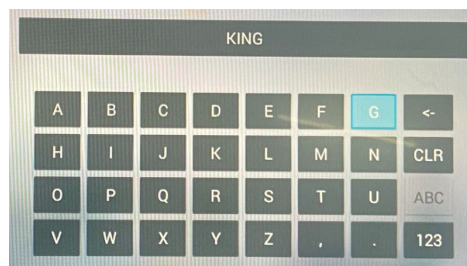 KING
A B C D E F G <-
H I J K L M N CLR
O P Q R S T U ABC
V W X Y Z , . 123